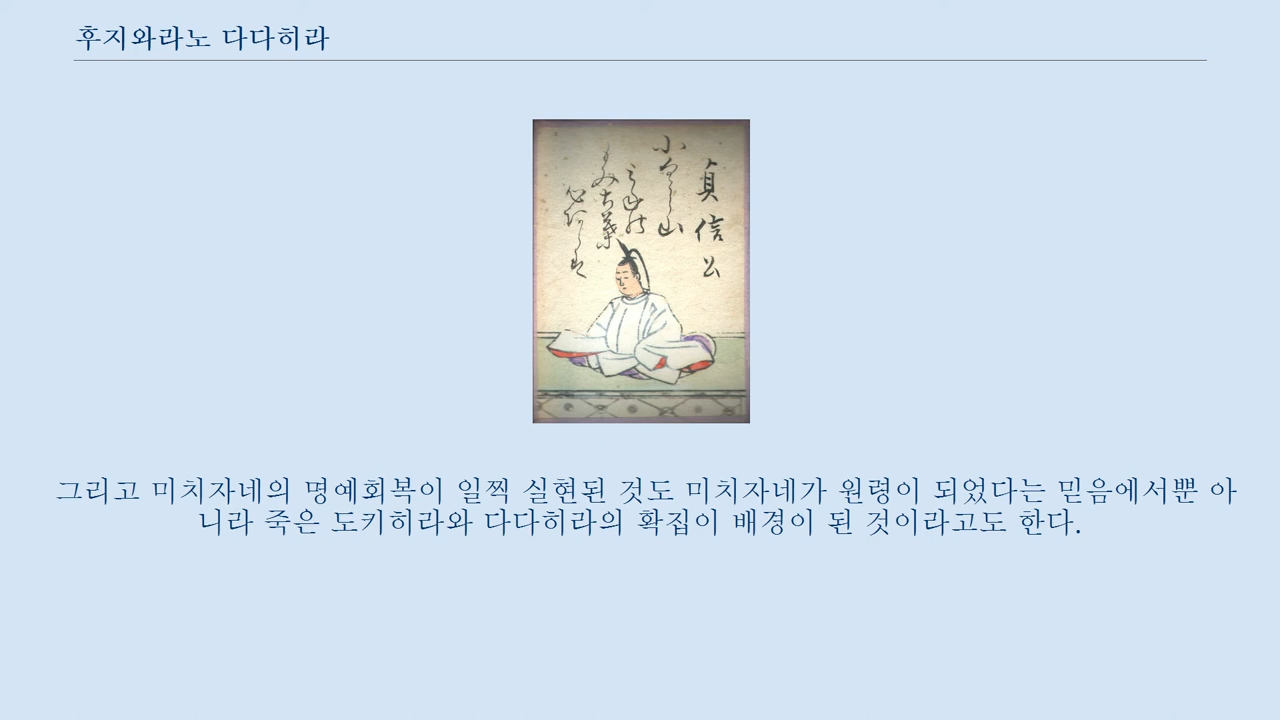 후지와라노 다다히라
貞信公
小
山
그리고 미치자네의 명예회복이 일찍 실현된 것도 미치자네가 원령이 되었다는 믿음에서뿐 아
니라 죽은 도키히라와 다다히라의 확집이 배경이 된 것이라고도 한다.